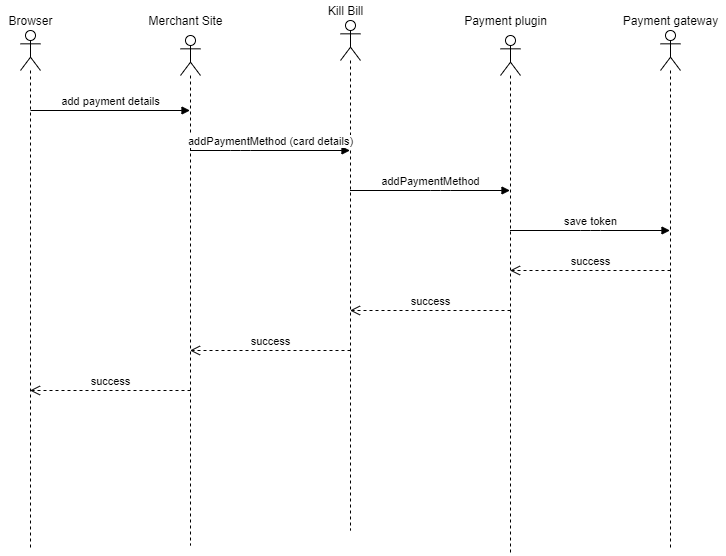 Browser
Merchant Site
Kill Bill
Payment plugin
Payment gateway
add payment details
addPaymentMethod (card details)
addPaymentMethod
save token
success
success
success
success